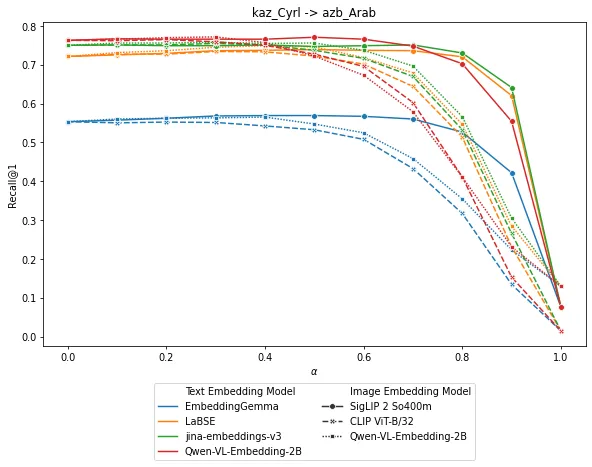 kaz_Cyrl -> azb_Arab
Recall@1
0.8
0.7
0.6
0.5
0.4
0.3
0.2
0.1
0.0
0.0 0.2 0.4 0.6 0.8 1.0
α
Text Embedding Model
EmbeddingGemma
LaBSE
jina-embeddings-v3
Qwen-VL-Embedding-2B
Image Embedding Model
SigLIP 2 So400m
CLIP ViT-B/32
Qwen-VL-Embedding-2B